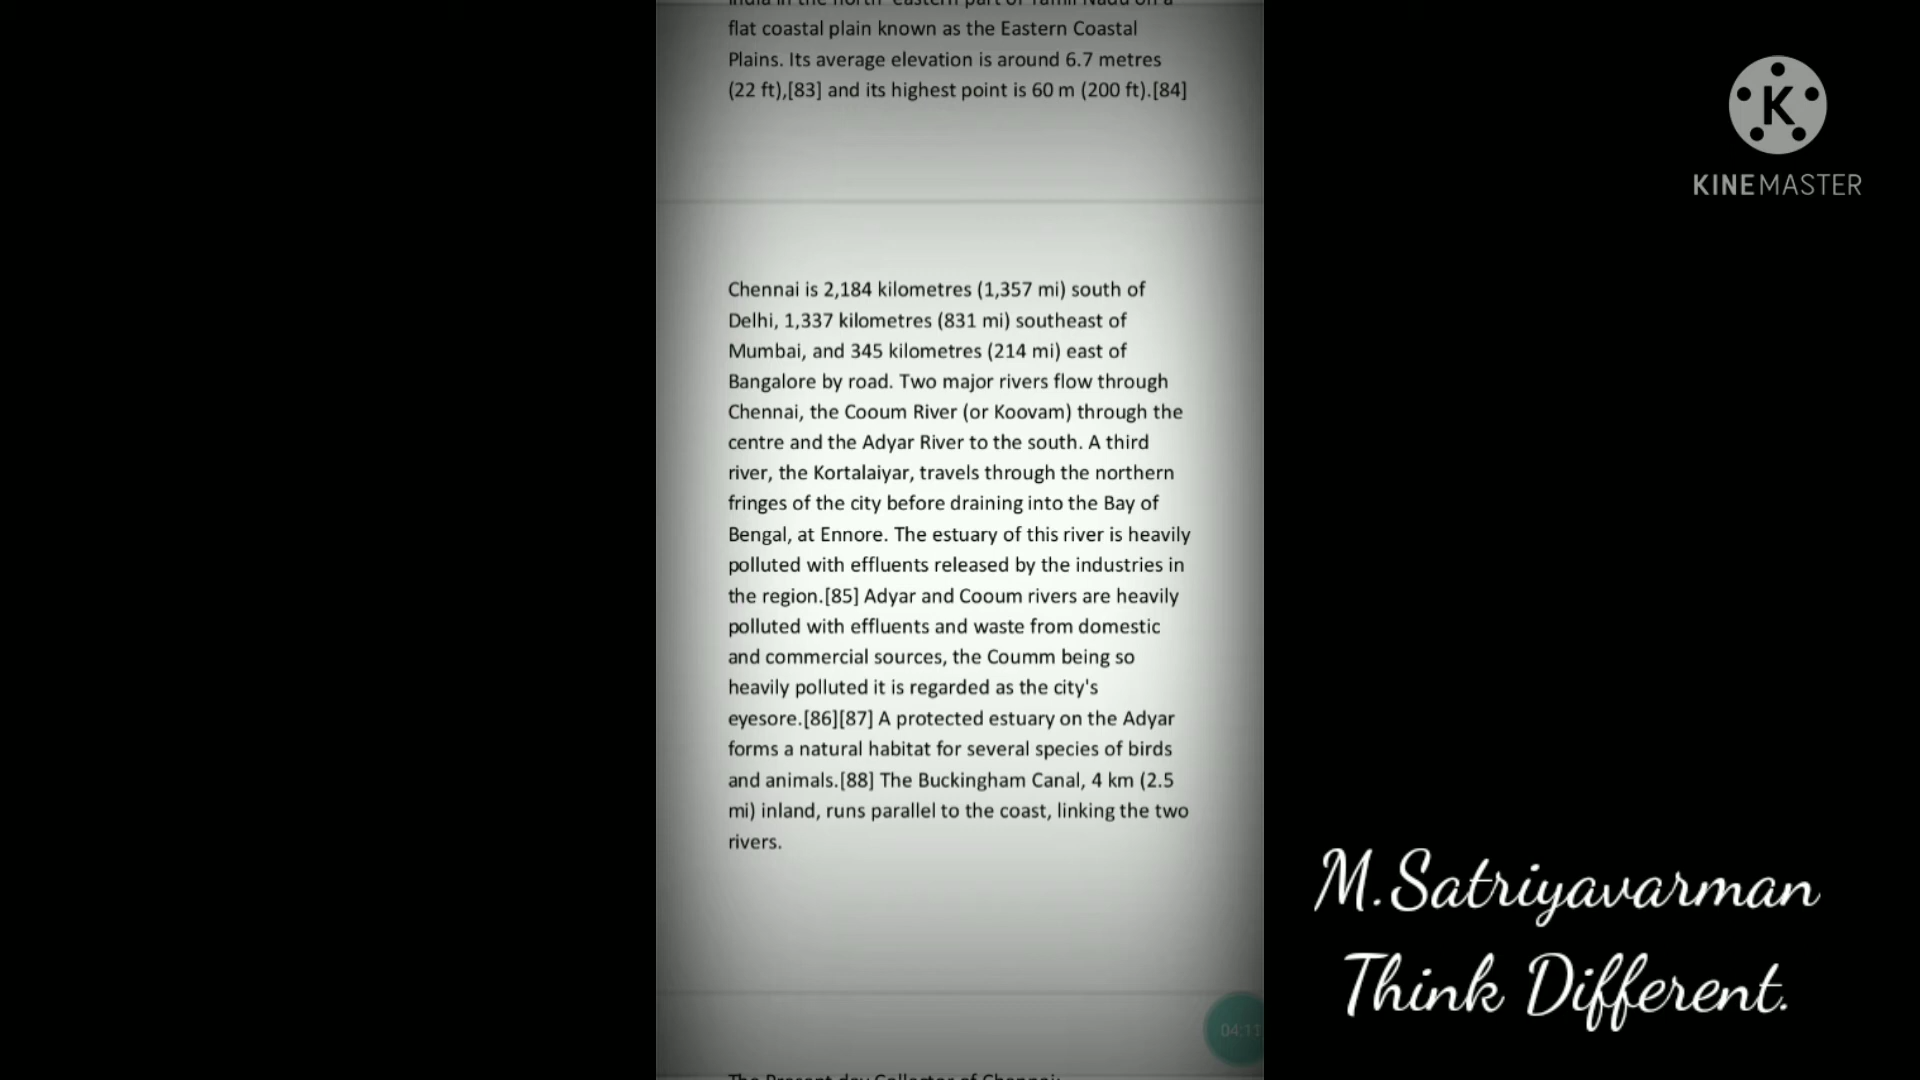 flat coastal plain known as the Eastern Coastal
Plains. Its average elevation is around 6.7 metres
(22 ft),[83] and its highest point is 60 m (200 ft).[84]
Chennai is 2,184 kilometres (1,357 mi) south of
Delhi, 1,337 kilometres (831 mi) southeast of
Mumbai, and 345 kilometres (214 mi) east of
Bangalore by road. Two major rivers flow through
Chennai, the Cooum River (or Koovam) through the
centre and the Adyar River to the south. A third
river, the Kortalaiyar, travels through the northern
fringes of the city before draining into the Bay of
Bengal, at Ennore. The estuary of this river is heavily
polluted with effluents released by the industries in
the region.[85] Adyar and Cooum rivers are heavily
polluted with effluents and waste from domestic
and commercial sources, the Coumm being so
heavily polluted it is regarded as the city's
eyesore.[86][87] A protected estuary on the Adyar
forms a natural habitat for several species of birds
and animals.[88] The Buckingham Canal, 4 km (2.5
mi) inland, runs parallel to the coast, linking the two
rivers.
04:11
K
KINEMASTER
M.Satriyavarman
Think Different.